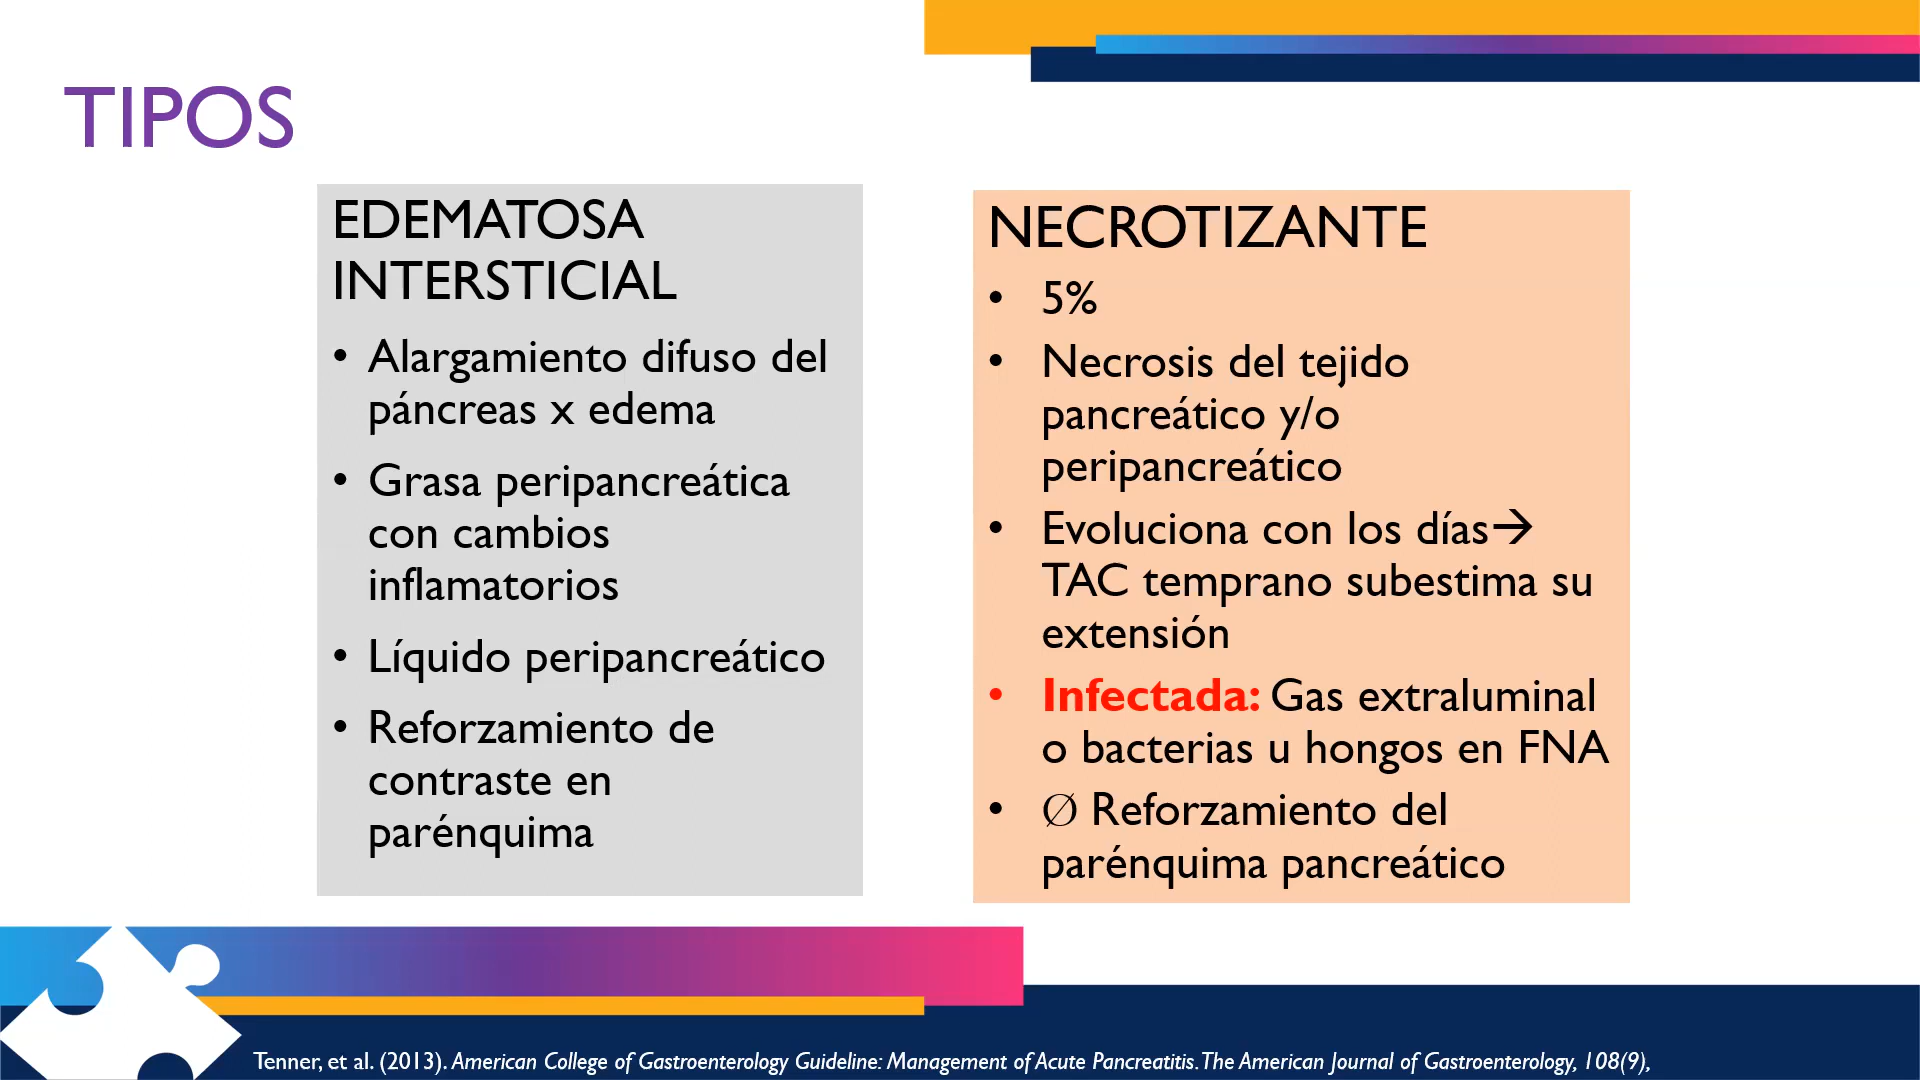 TIPOS
EDEMATOSA
INTERSTICIAL
• Alargamiento difuso del
páncreas x edema
• Grasa peripancreática
con cambios
inflamatorios
• Líquido peripancreático
• Reforzamiento de
contraste en
parénquima
NECROTIZANTE
• 5%
• Necrosis del tejido
pancreático y/o
peripancreático
• Evoluciona con los días→
TAC temprano subestima su
extensión
• Infectada: Gas extraluminal
o bacterias u hongos en FNA
• Ø Reforzamiento del
parénquima pancreático
Tenner, et al. (2013). American College of Gastroenterology Guideline: Management of Acute Pancreatitis. The American Journal of Gastroenterology, 108(9),